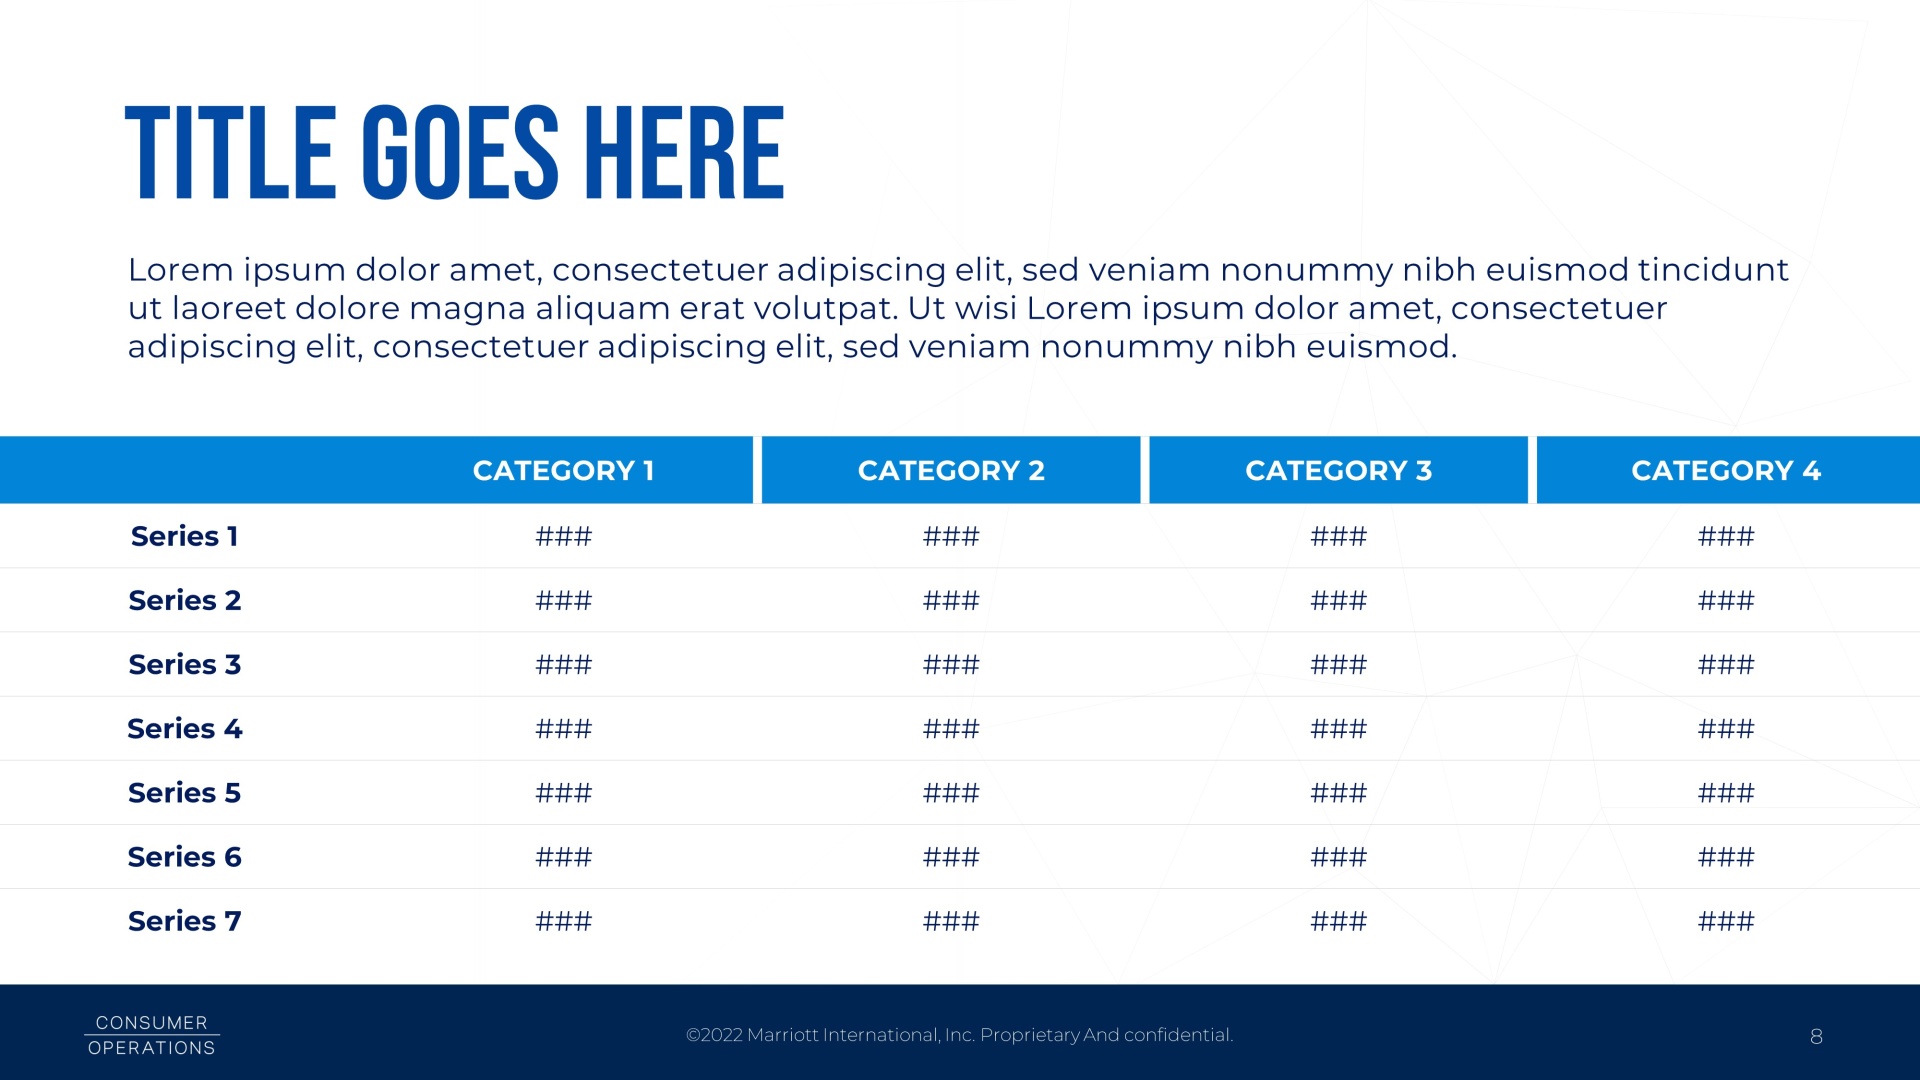 TITLE GOES HERE
Lorem ipsum dolor amet, consectetuer adipiscing elit, sed veniam nonummy nibh euismod tincidunt
ut laoreet dolore magna aliquam erat volutpat. Ut wisi Lorem ipsum dolor amet, consectetuer
adipiscing elit, consectetuer adipiscing elit, sed veniam nonummy nibh euismod.
CATEGORY 1 CATEGORY 2 CATEGORY 3 CATEGORY 4
Series 1 ### ### ### ###
Series 2 ### ### ### ###
Series 3 ### ### ### ###
Series 4 ### ### ### ###
Series 5 ### ### ### ###
Series 6 ### ### ### ###
Series 7 ### ### ### ###
CONSUMER
OPERATIONS
©2022 Marriott International, Inc. Proprietary And confidential.
8